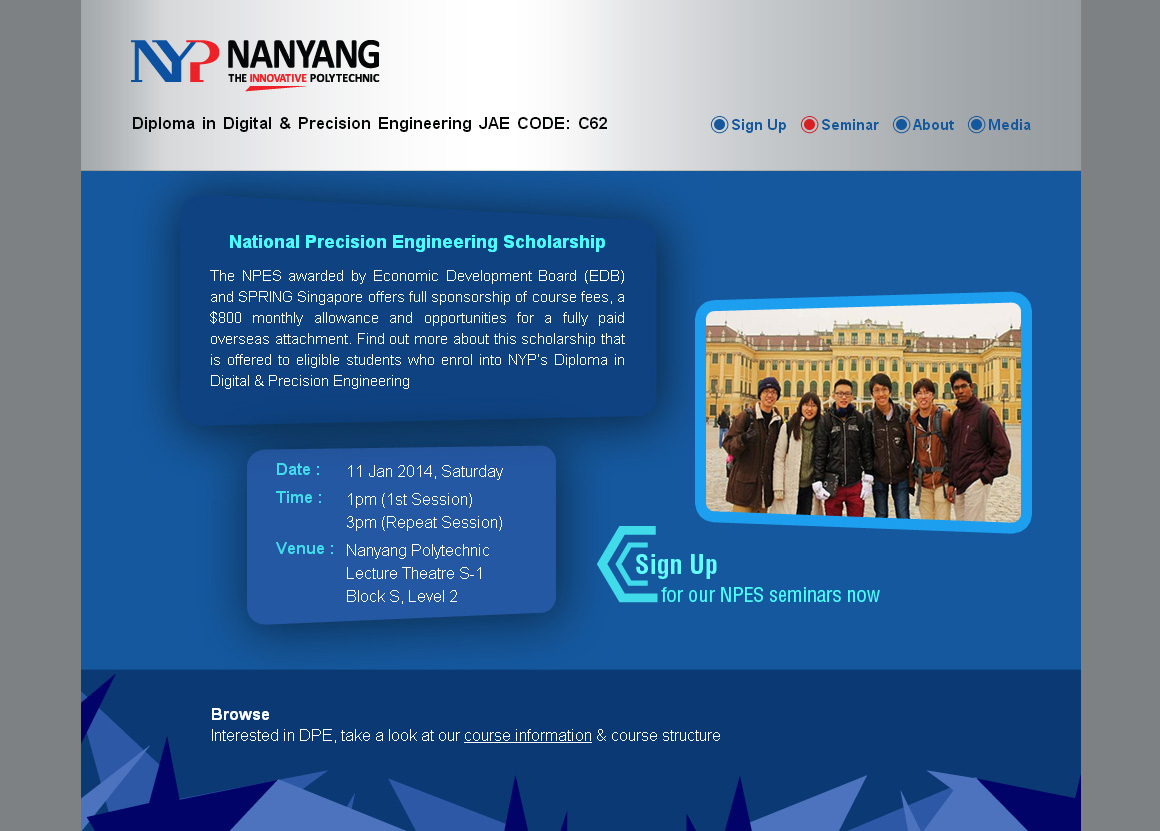 NYP NANYANG
THE INNOVATIVE POLYTECHNIC
Diploma in Digital & Precision Engineering JAE CODE: C62
Sign Up Seminar About Media
National Precision Engineering Scholarship
The NPES awarded by Economic Development Board (EDB)
and SPRING Singapore offers full sponsorship of course fees, a
$800 monthly allowance and opportunities for a fully paid
overseas attachment. Find out more about this scholarship that
is offered to eligible students who enrol into NYP's Diploma in
Digital & Precision Engineering
Date : 11 Jan 2014, Saturday
Time : 1pm (1st Session)
3pm (Repeat Session)
Venue : Nanyang Polytechnic
Lecture Theatre S-1
Block S, Level 2
Sign Up
for our NPES seminars now
Browse
Interested in DPE, take a look at our course information & course structure